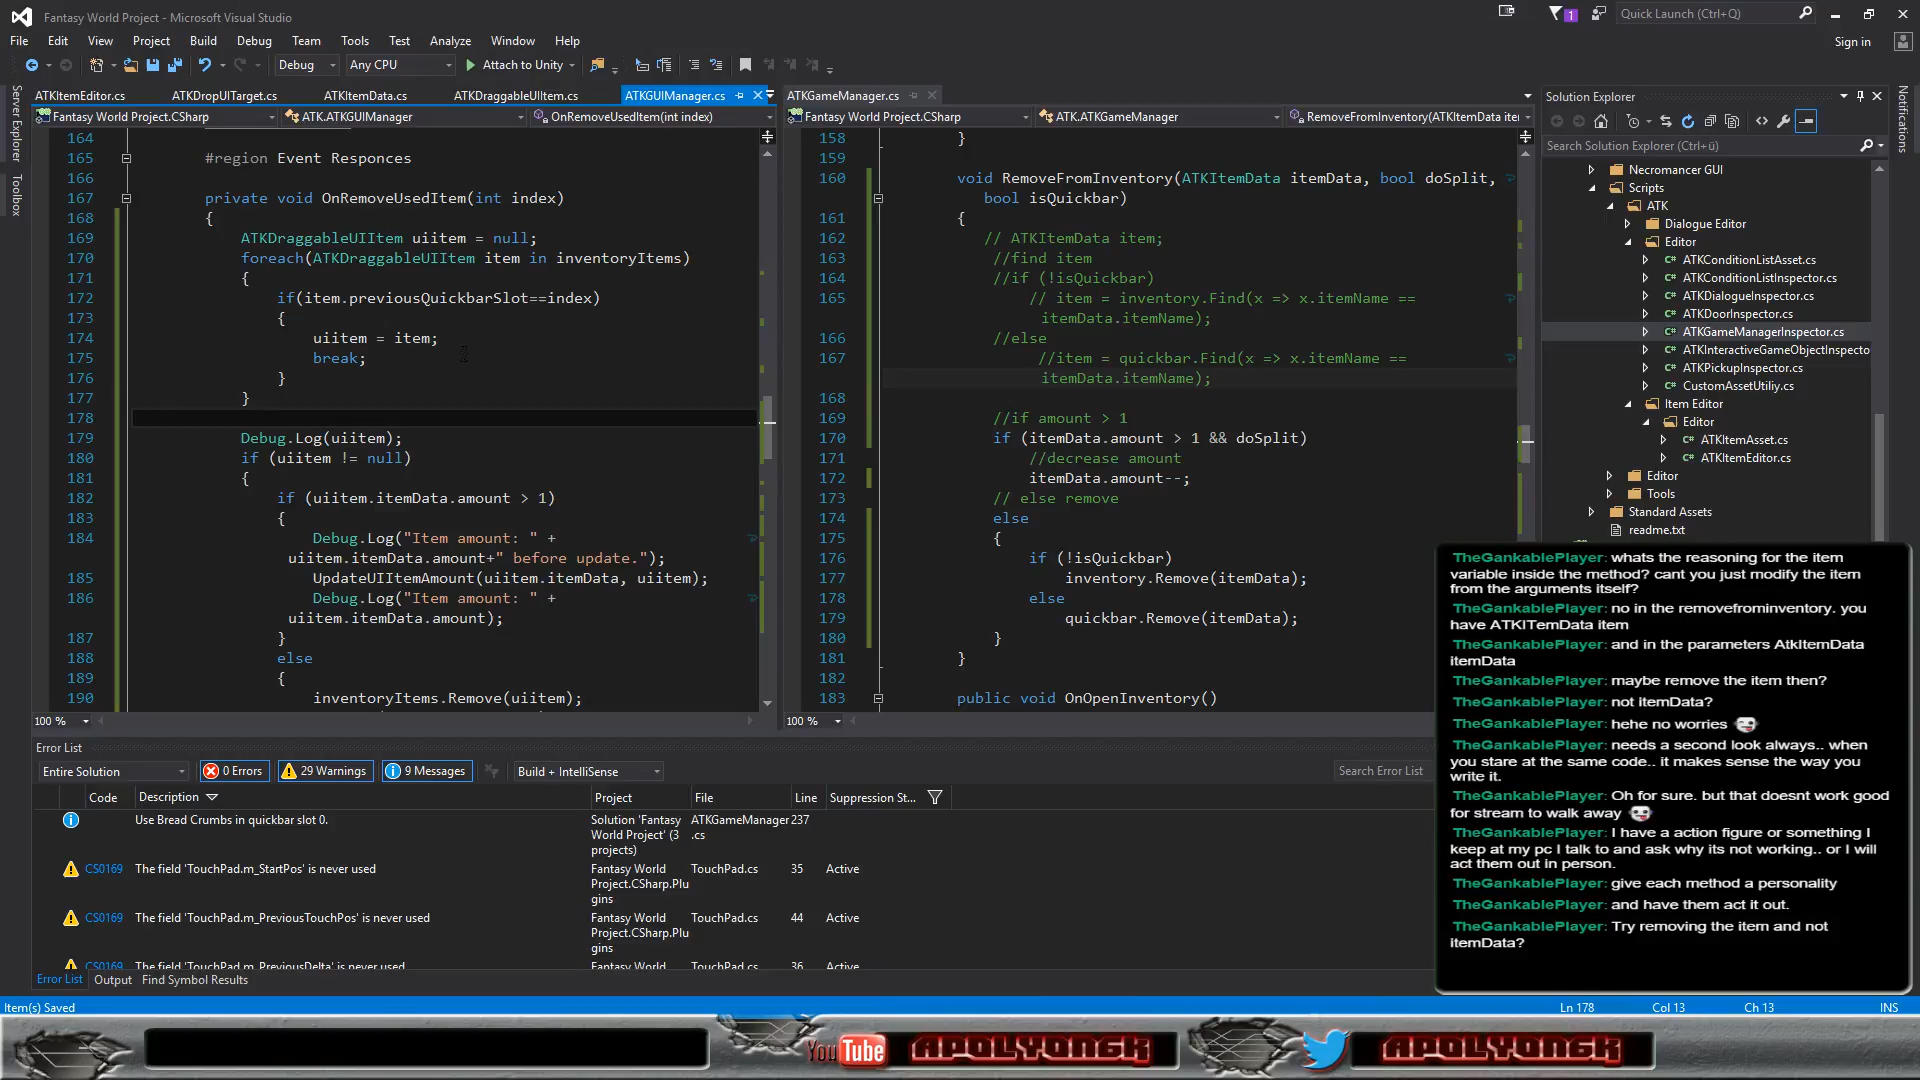 Fantasy World Project - Microsoft Visual Studio
1
Quick Launch (Ctrl+Q)
File Edit View Project Build Debug Team Tools Test Analyze Window Help
Sign in
Debug Any CPU Attach to Unity
Server Explorer
Toolbox
Notifications
ATKItemEditor.cs ATKDropUITarget.cs ATKItemData.cs ATKDraggableUIItem.cs ATKGUIManager.cs
Fantasy World Project.CSharp ATK.ATKGUIManager OnRemoveUsedItem(int index)
164
165 #region Event Responces
166
167 private void OnRemoveUsedItem(int index)
168 {
169 ATKDraggableUIItem uiitem = null;
170 foreach(ATKDraggableUIItem item in inventoryItems)
171 {
172 if(item.previousQuickbarSlot==index)
173 {
174 uiitem = item;
175 break;
176 }
177 }
178
179 Debug.Log(uiitem);
180 if (uiitem != null)
181 {
182 if (uiitem.itemData.amount > 1)
183 {
184 Debug.Log("Item amount: " +
uiitem.itemData.amount+" before update.");
185 UpdateUIItemAmount(uiitem.itemData, uiitem);
186 Debug.Log("Item amount: " +
uiitem.itemData.amount);
187 }
188 else
189 {
190 inventoryItems.Remove(uiitem);
100 %
ATKGameManager.cs
Fantasy World Project.CSharp ATK.ATKGameManager RemoveFromInventory(ATKItemData iter
158 }
159
160 void RemoveFromInventory(ATKItemData itemData, bool doSplit,
bool isQuickbar)
161 {
162 // ATKItemData item;
163 //find item
164 //if (!isQuickbar)
165 // item = inventory.Find(x => x.itemName ==
itemData.itemName);
166 //else
167 //item = quickbar.Find(x => x.itemName ==
itemData.itemName);
168
169 //if amount > 1
170 if (itemData.amount > 1 && doSplit)
171 //decrease amount
172 itemData.amount--;
173 // else remove
174 else
175 {
176 if (!isQuickbar)
177 inventory.Remove(itemData);
178 else
179 quickbar.Remove(itemData);
180 }
181 }
182
183 public void OnOpenInventory()
100 %
Solution Explorer
Search Solution Explorer (Ctrl+ü)
Necromancer GUI
Scripts
ATK
Dialogue Editor
Editor
ATKConditionListAsset.cs
ATKConditionListInspector.cs
ATKDialogueInspector.cs
ATKDoorInspector.cs
ATKGameManagerInspector.cs
ATKInteractiveGameObjectInspecto
ATKPickupInspector.cs
CustomAssetUtiliy.cs
Item Editor
Editor
ATKItemAsset.cs
ATKItemEditor.cs
Editor
Tools
Standard Assets
readme.txt
TheGankablePlayer: whats the reasoning for the item
variable inside the method? cant you just modify the item
from the arguments itself?
TheGankablePlayer: no in the removefrominventory. you
have ATKITemData item
TheGankablePlayer: and in the parameters AtkItemData
itemData
TheGankablePlayer: maybe remove the item then?
TheGankablePlayer: not ItemData?
TheGankablePlayer: hehe no worries
TheGankablePlayer: needs a second look always.. when
you stare at the same code.. it makes sense the way you
write it.
TheGankablePlayer: Oh for sure. but that doesnt work good
for stream to walk away
TheGankablePlayer: I have a action figure or something I
keep at my pc I talk to and ask why its not working.. or I will
act them out in person.
TheGankablePlayer: give each method a personality
TheGankablePlayer: and have them act it out.
TheGankablePlayer: Try removing the item and not
itemData?
Error List
Entire Solution 0 Errors 29 Warnings 9 Messages Build + IntelliSense Search Error List
Code Description Project File Line Suppression St...
Use Bread Crumbs in quickbar slot 0. Solution 'Fantasy World Project' (3 projects) ATKGameManager.cs 237
CS0169 The field 'TouchPad.m_StartPos' is never used Fantasy World Project.CSharp.Plugins TouchPad.cs 35 Active
CS0169 The field 'TouchPad.m_PreviousTouchPos' is never used Fantasy World Project.CSharp.Plugins TouchPad.cs 44 Active
CS0169 The field 'TouchPad.m_PreviousDelta' is never used Fantasy TouchPad.cs 36 Active
Error List Output Find Symbol Results
Item(s) Saved Ln 178 Col 13 Ch 13 INS
YouTube APOLYONGK APOLYONGK